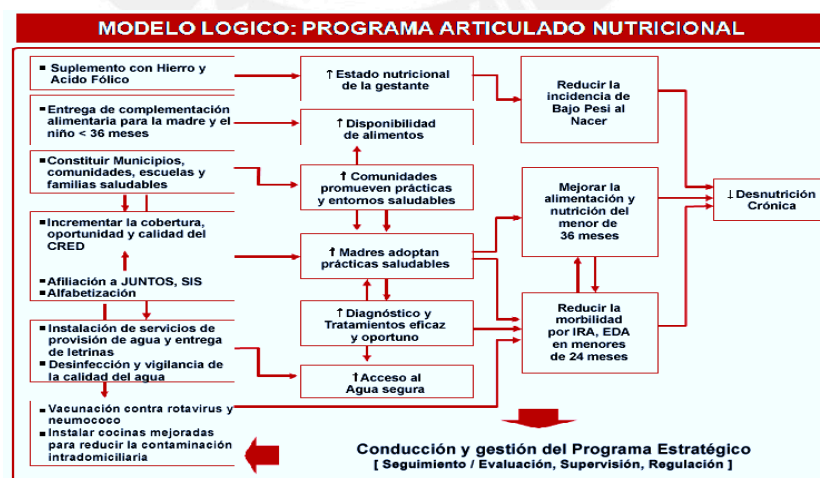 MODELO LOGICO: PROGRAMA ARTICULADO NUTRICIONAL
▪ Suplemento con Hierro y
Acido Fólico
▪ Entrega de complementación
alimentaria para la madre y el
niño < 36 meses
▪ Constituir Municipios,
comunidades, escuelas y
familias saludables
▪ Incrementar la cobertura,
oportunidad y calidad del
CRED
▪ Afiliación a JUNTOS, SIS
▪ Alfabetización
▪ Instalación de servicios de
provisión de agua y entrega
de letrinas
▪ Desinfección y vigilancia de
la calidad del agua
▪ Vacunación contra rotavirus y
neumococo
▪ Instalar cocinas mejoradas
para reducir la contaminación
intradomiciliaria
↑ Estado nutricional
de la gestante
↑ Disponibilidad
de alimentos
↑ Comunidades
promueven prácticas
y entornos saludables
↑ Madres adoptan
prácticas saludables
↑ Diagnóstico y
Tratamientos eficaz
y oportuno
↑ Acceso al
Agua segura
Reducir la
incidencia de
Bajo Pesi al
Nacer
Mejorar la
alimentación y
nutrición del
menor de
36 meses
Reducir la
morbilidad
por IRA, EDA
en menores
de 24 meses
↓ Desnutrición
Crónica
Conducción y gestión del Programa Estratégico
[ Seguimiento / Evaluación, Supervisión, Regulación ]